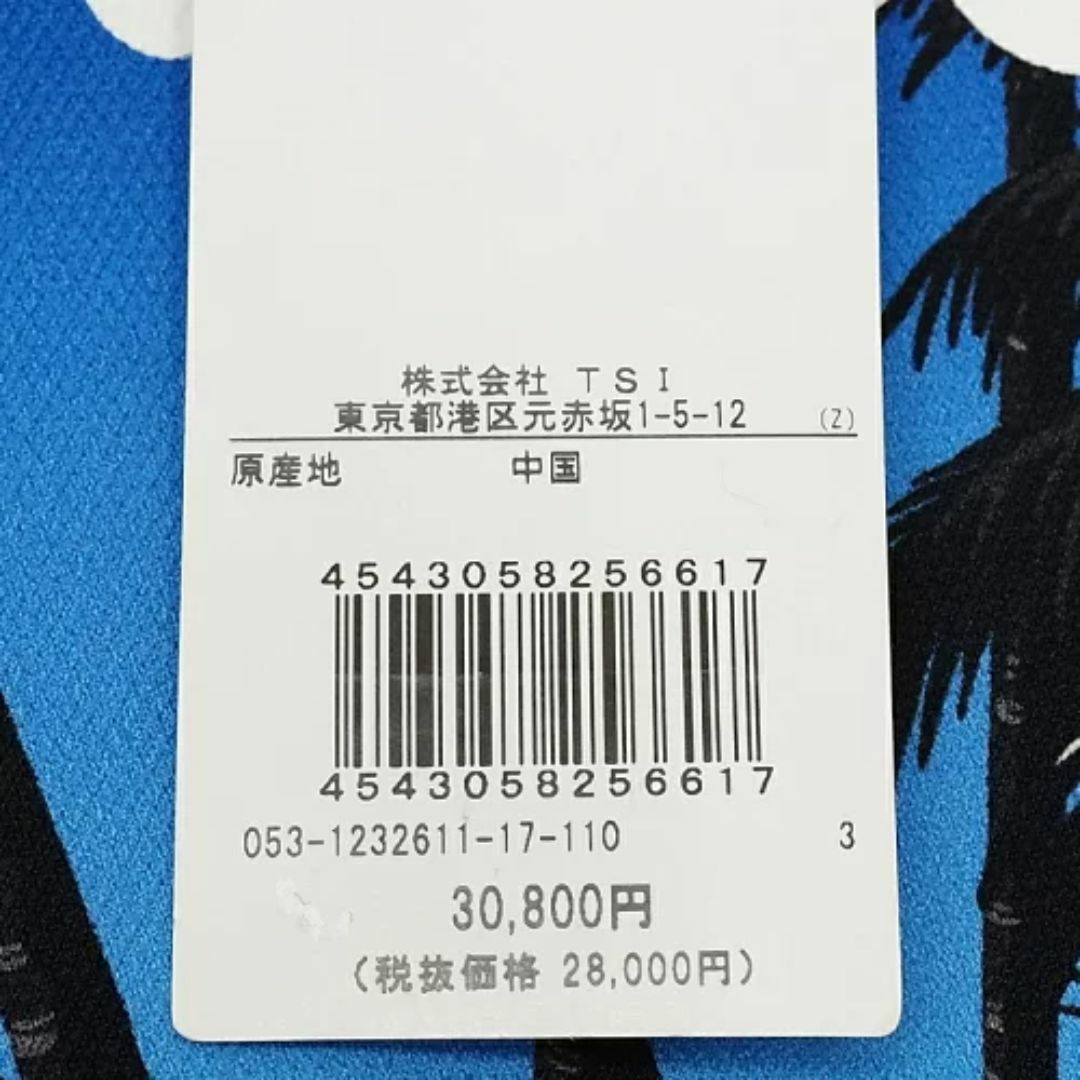 株式会社 TSI
東京都港区元赤坂1-5-12 (Z)
原産地 中国
4543058256617
4543058256617
053-1232611-17-110 3
30,800円
(税抜価格 28,000円)